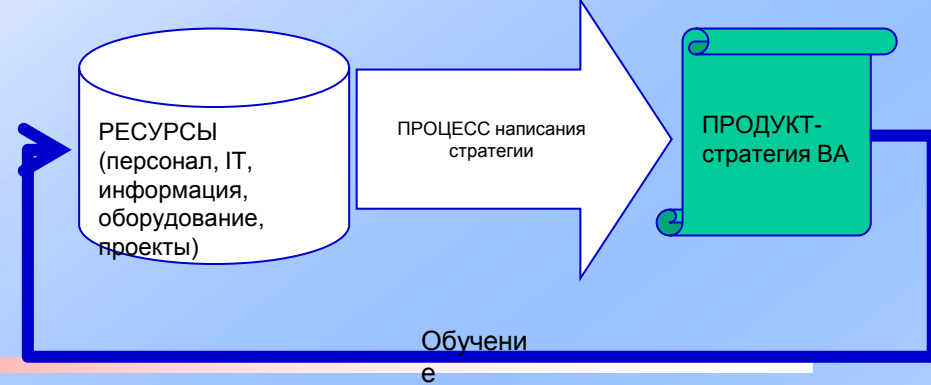 РЕСУРСЫ
(персонал, IT,
информация,
оборудование,
проекты)
ПРОЦЕСС написания
стратегии
ПРОДУКТ-
стратегия ВА
Обучени
е